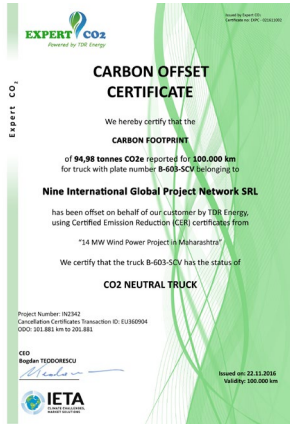 Issued by Expert CO2
EXPERT CO2
Powered by TDR Energy
Expert CO2
CARBON OFFSET
CERTIFICATE
We hereby certify that the
CARBON FOOTPRINT
of 94,98 tonnes CO2e reported for 100.000 km
for truck with plate number B-603-SCV belonging to
Nine International Global Project Network SRL
has been offset on behalf of our customer by TDR Energy,
using Certified Emission Reduction (CER) certificates from
"14 MW Wind Power Project in Maharashtra"
We certify that the truck B-603-SCV has the status of
CO2 NEUTRAL TRUCK
Project Number: IN2342
Cancellation Certificates Transaction ID: EU360904
ODO: 101.881 km to 201.881
CEO
Bogdan TEODORESCU
Issued on: 22.11.2016
Validity: 100.000 km
IETA
CLIMATE CHALLENGES,
MARKET SOLUTIONS